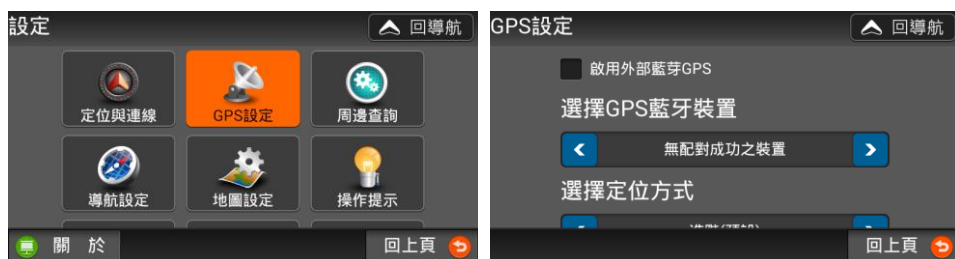 設定
回導航
定位與連線
GPS設定
周邊查詢
導航設定
地圖設定
操作提示
關 於
回上頁
GPS設定
回導航
啟用外部藍芽GPS
選擇GPS藍牙裝置
無配對成功之裝置
選擇定位方式
回上頁